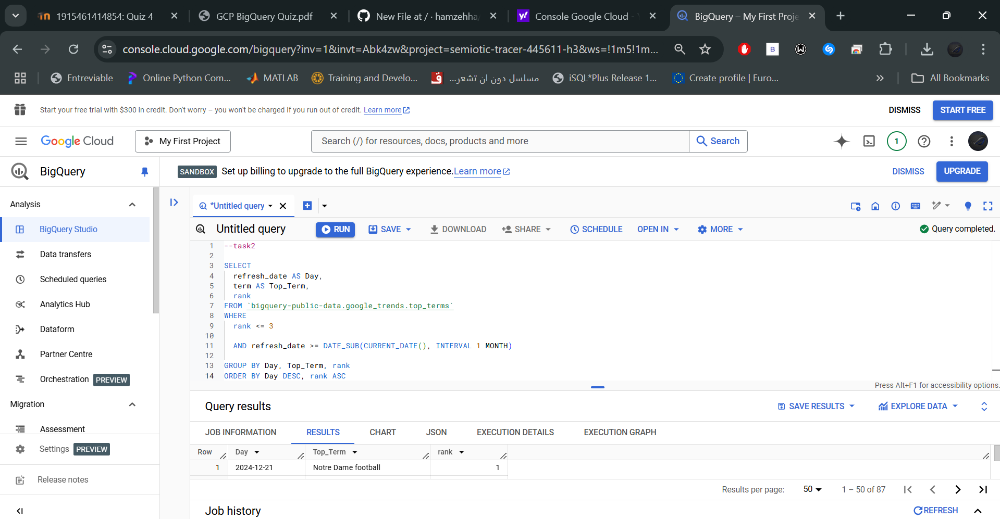 1915461414854: Quiz 4
GCP BigQuery Quiz.pdf
New File at / · hamzehha
Console Google Cloud -
BigQuery – My First Proje
console.cloud.google.com/bigquery?inv=1&invt=Abk4zw&project=semiotic-tracer-445611-h3&ws=!1m5!1m...
Entreviable
Online Python Com...
MATLAB
Training and Develo...
مسلسل دون ان تشعر...
iSQL*Plus Release 1...
Create profile | Euro...
»
All Bookmarks
Start your free trial with $300 in credit. Don't worry – you won't be charged if you run out of credit. Learn more
DISMISS
START FREE
Google Cloud
My First Project
Search (/) for resources, docs, products and more
Search
1
BigQuery
SANDBOX Set up billing to upgrade to the full BigQuery experience. Learn more
DISMISS
UPGRADE
Analysis
BigQuery Studio
Data transfers
Scheduled queries
Analytics Hub
Dataform
Partner Centre
Orchestration PREVIEW
Migration
Assessment
Settings PREVIEW
Release notes
*Untitled query
Untitled query
RUN
SAVE
DOWNLOAD
SHARE
SCHEDULE
OPEN IN
MORE
Query completed.
1 --task2
2
3 SELECT
4 refresh_date AS Day,
5 term AS Top_Term,
6 rank
7 FROM `bigquery-public-data.google_trends.top_terms`
8 WHERE
9 rank <= 3
10
11 AND refresh_date >= DATE_SUB(CURRENT_DATE(), INTERVAL 1 MONTH)
12
13 GROUP BY Day, Top_Term, rank
14 ORDER BY Day DESC, rank ASC
Press Alt+F1 for accessibility options.
Query results
SAVE RESULTS
EXPLORE DATA
JOB INFORMATION
RESULTS
CHART
JSON
EXECUTION DETAILS
EXECUTION GRAPH
Row Day Top_Term rank
1 2024-12-21 Notre Dame football 1
Results per page: 50 1 – 50 of 87
Job history
REFRESH